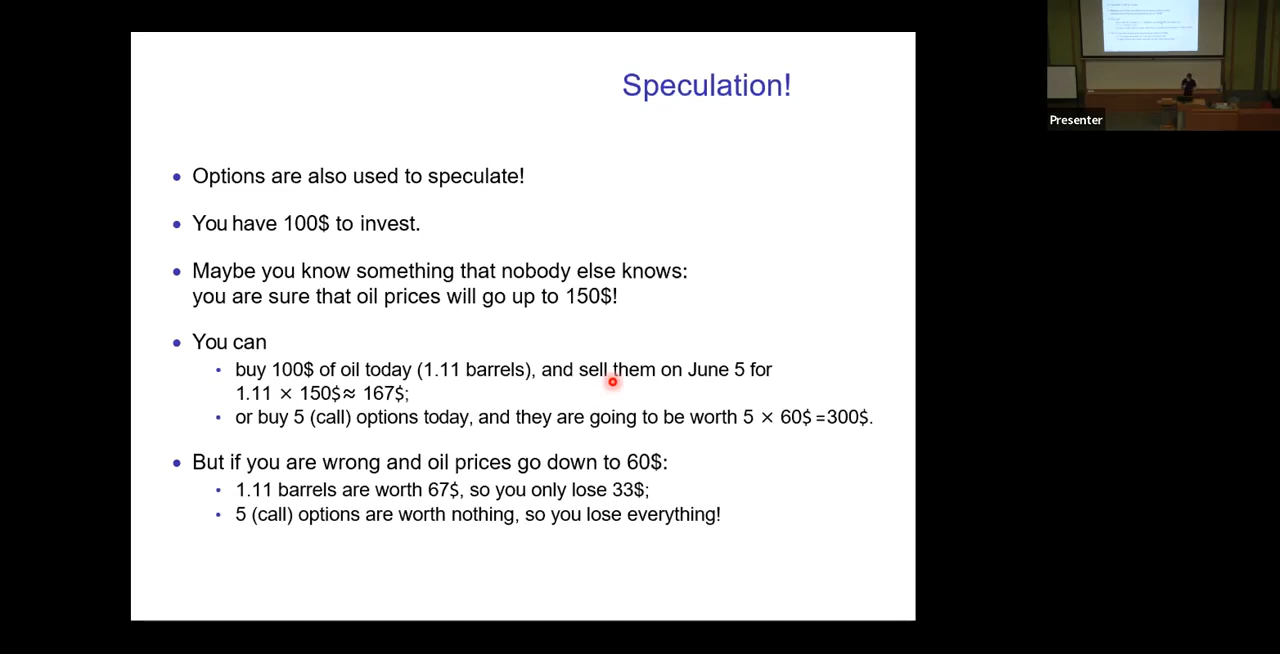 Speculation!
• Options are also used to speculate!
• You have 100$ to invest.
• Maybe you know something that nobody else knows:
you are sure that oil prices will go up to 150$!
• You can
• buy 100$ of oil today (1.11 barrels), and sell them on June 5 for
1.11 × 150$≈ 167$;
• or buy 5 (call) options today, and they are going to be worth 5 × 60$ =300$.
• But if you are wrong and oil prices go down to 60$:
• 1.11 barrels are worth 67$, so you only lose 33$;
• 5 (call) options are worth nothing, so you lose everything!
Presenter